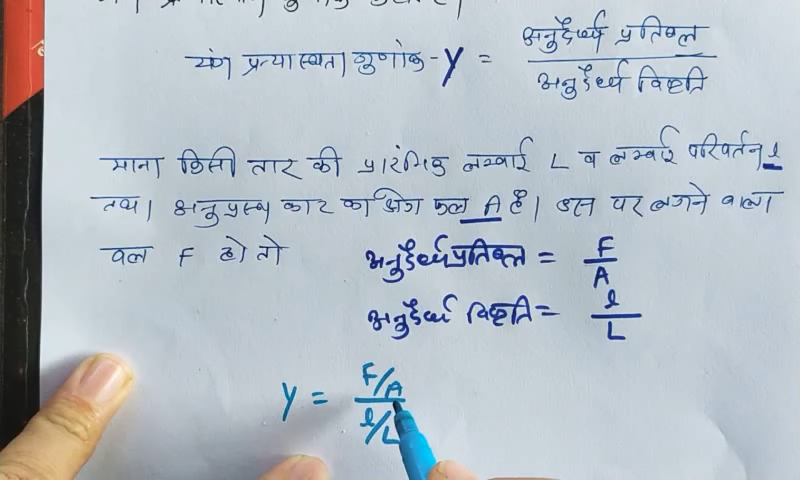 यंग प्रत्यास्थता गुणांक - Y = अनुदैर्ध्य प्रतिबल / अनुदैर्ध्य विकृति
माना किसी तार की प्रारंभिक लम्बाई L व लम्बाई परिवर्तन l
तथा अनुप्रस्थ काट का क्षेत्रफल A है। उस पर लगने वाला
बल F हो तो
अनुदैर्ध्य प्रतिबल = F/A
अनुदैर्ध्य विकृति = l/L
Y = F/A / l/L